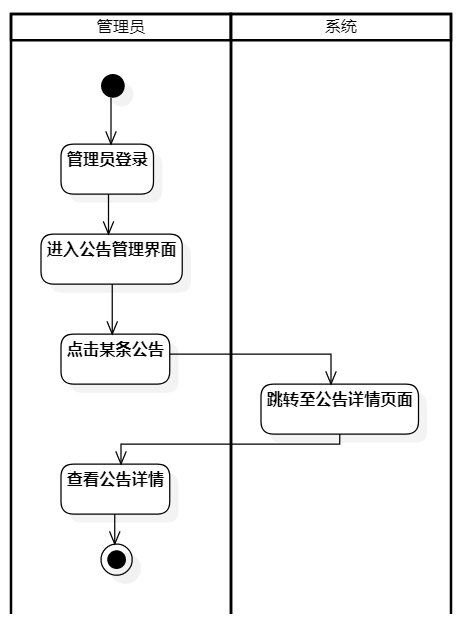 管理员
系统
管理员登录
进入公告管理界面
点击某条公告
跳转至公告详情页面
查看公告详情